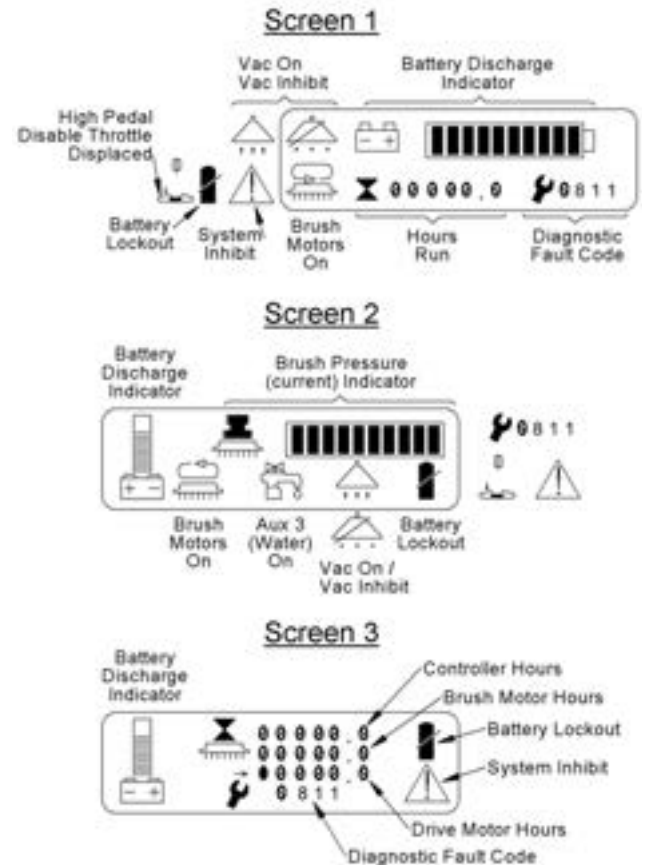 Screen 1
Vac On
Vac Inhibit
Battery Discharge
Indicator
High Pedal
Disable Throttle
Displaced
0
- +
00000.0
0811
Battery
Lockout
System
Inhibit
Brush
Motors
On
Hours
Run
Diagnostic
Fault Code
Screen 2
Battery
Discharge
Indicator
Brush Pressure
(current) Indicator
0811
0
+ -
Brush
Motors
On
Aux 3
(Water)
On
Battery
Lockout
Vac On /
Vac Inhibit
Screen 3
Battery
Discharge
Indicator
Controller Hours
Brush Motor Hours
Battery Lockout
System Inhibit
00000.0
00000.0
→ 00000.0
0811
+ -
Drive Motor Hours
Diagnostic Fault Code